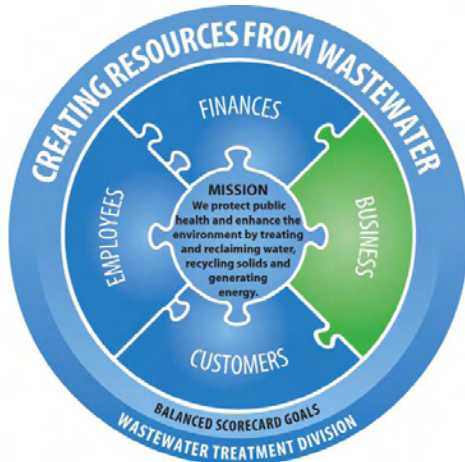 CREATING RESOURCES FROM WASTEWATER
FINANCES
EMPLOYEES
MISSION
We protect public
health and enhance the
environment by treating
and reclaiming water,
recycling solids and
generating
energy.
BUSINESS
CUSTOMERS
BALANCED SCORECARD GOALS
WASTEWATER TREATMENT DIVISION